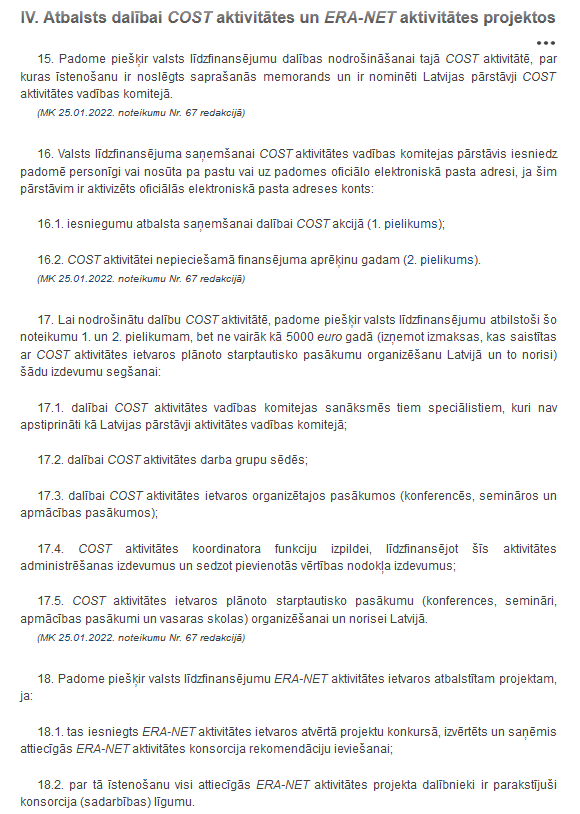 IV. Atbalsts dalībai COST aktivitātes un ERA-NET aktivitātes projektos
...
15. Padome piešķir valsts līdzfinansējumu dalības nodrošināšanai tajā COST aktivitātē, par
kuras īstenošanu ir noslēgts saprašanās memorands un ir nominēti Latvijas pārstāvji COST
aktivitātes vadības komitejā.
(MK 25.01.2022. noteikumu Nr. 67 redakcijā)
16. Valsts līdzfinansējuma saņemšanai COST aktivitātes vadības komitejas pārstāvis iesniedz
padomē personīgi vai nosūta pa pastu vai uz padomes oficiālo elektroniskā pasta adresi, ja šim
pārstāvim ir aktivizēts oficiālās elektroniskā pasta adreses konts:
16.1. iesniegumu atbalsta saņemšanai dalībai COST akcijā (1. pielikums);
16.2. COST aktivitātei nepieciešamā finansējuma aprēķinu gadam (2. pielikums).
(MK 25.01.2022. noteikumu Nr. 67 redakcijā)
17. Lai nodrošinātu dalību COST aktivitātē, padome piešķir valsts līdzfinansējumu atbilstoši šo
noteikumu 1. un 2. pielikumam, bet ne vairāk kā 5000 euro gadā (izņemot izmaksas, kas saistītas
ar COST aktivitātes ietvaros plānoto starptautisko pasākumu organizēšanu Latvijā un to norisi)
šādu izdevumu segšanai:
17.1. dalībai COST aktivitātes vadības komitejas sanāksmēs tiem speciālistiem, kuri nav
apstiprināti kā Latvijas pārstāvji aktivitātes vadības komitejā;
17.2. dalībai COST aktivitātes darba grupu sēdēs;
17.3. dalībai COST aktivitātes ietvaros organizētajos pasākumos (konferencēs, semināros un
apmācības pasākumos);
17.4. COST aktivitātes koordinatora funkciju izpildei, līdzfinansējot šīs aktivitātes
administrēšanas izdevumus un sedzot pievienotās vērtības nodokļa izdevumus;
17.5. COST aktivitātes ietvaros plānoto starptautisko pasākumu (konferences, semināri,
apmācības pasākumi un vasaras skolas) organizēšanai un norisei Latvijā.
(MK 25.01.2022. noteikumu Nr. 67 redakcijā)
18. Padome piešķir valsts līdzfinansējumu ERA-NET aktivitātes ietvaros atbalstītam projektam,
ja:
18.1. tas iesniegts ERA-NET aktivitātes ietvaros atvērtā projektu konkursā, izvērtēts un saņēmis
attiecīgās ERA-NET aktivitātes konsorcija rekomendāciju ieviešanai;
18.2. par tā īstenošanu visi attiecīgās ERA-NET aktivitātes projekta dalībnieki ir parakstījuši
konsorcija (sadarbības) līgumu.